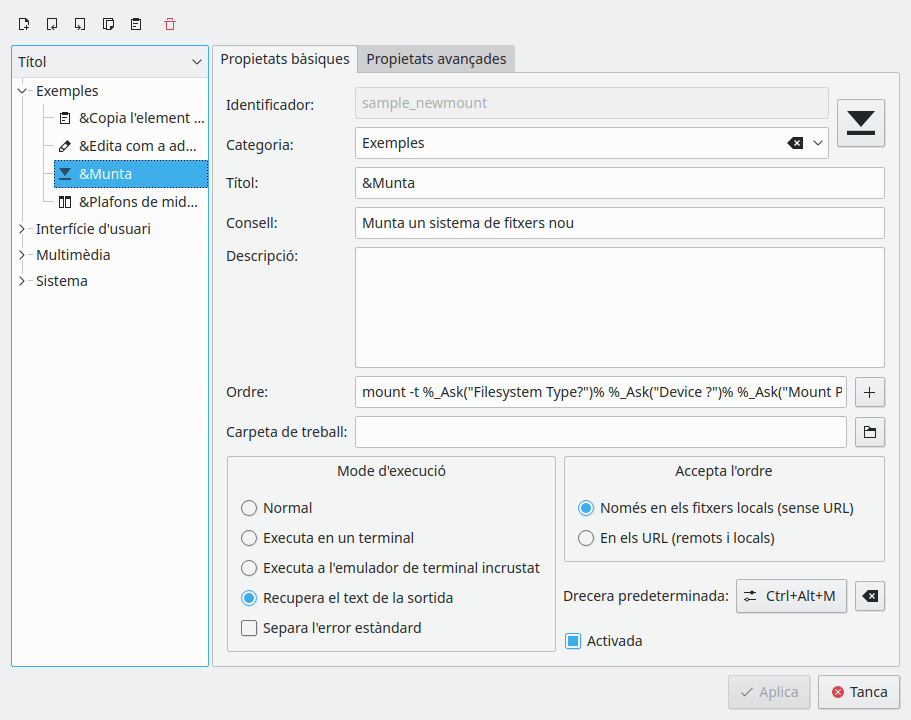 Títol
Exemples
&Copia l'element ...
&Edita com a ad...
&Munta
&Plafons de mid...
Interfície d'usuari
Multimèdia
Sistema
Propietats bàsiques
Propietats avançades
Identificador:
sample_newmount
Categoria:
Exemples
Títol:
&Munta
Consell:
Munta un sistema de fitxers nou
Descripció:
Ordre:
mount -t %_Ask("Filesystem Type?")% %_Ask("Device ?")% %_Ask("Mount P
Carpeta de treball:
Mode d'execució
Normal
Executa en un terminal
Executa a l'emulador de terminal incrustat
Recupera el text de la sortida
Separa l'error estàndard
Accepta l'ordre
Només en els fitxers locals (sense URL)
En els URL (remots i locals)
Drecera predeterminada:
Ctrl+Alt+M
Activada
Aplica
Tanca